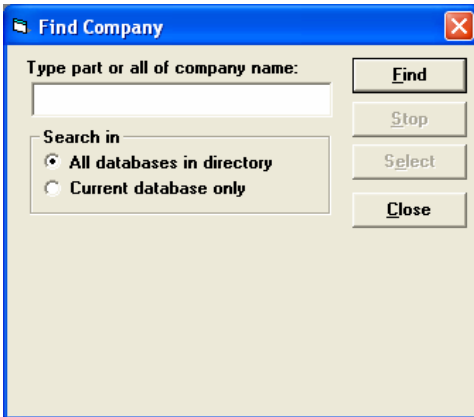 Find Company
Type part or all of company name:
Find
Stop
Search in
All databases in directory
Select
Current database only
Close